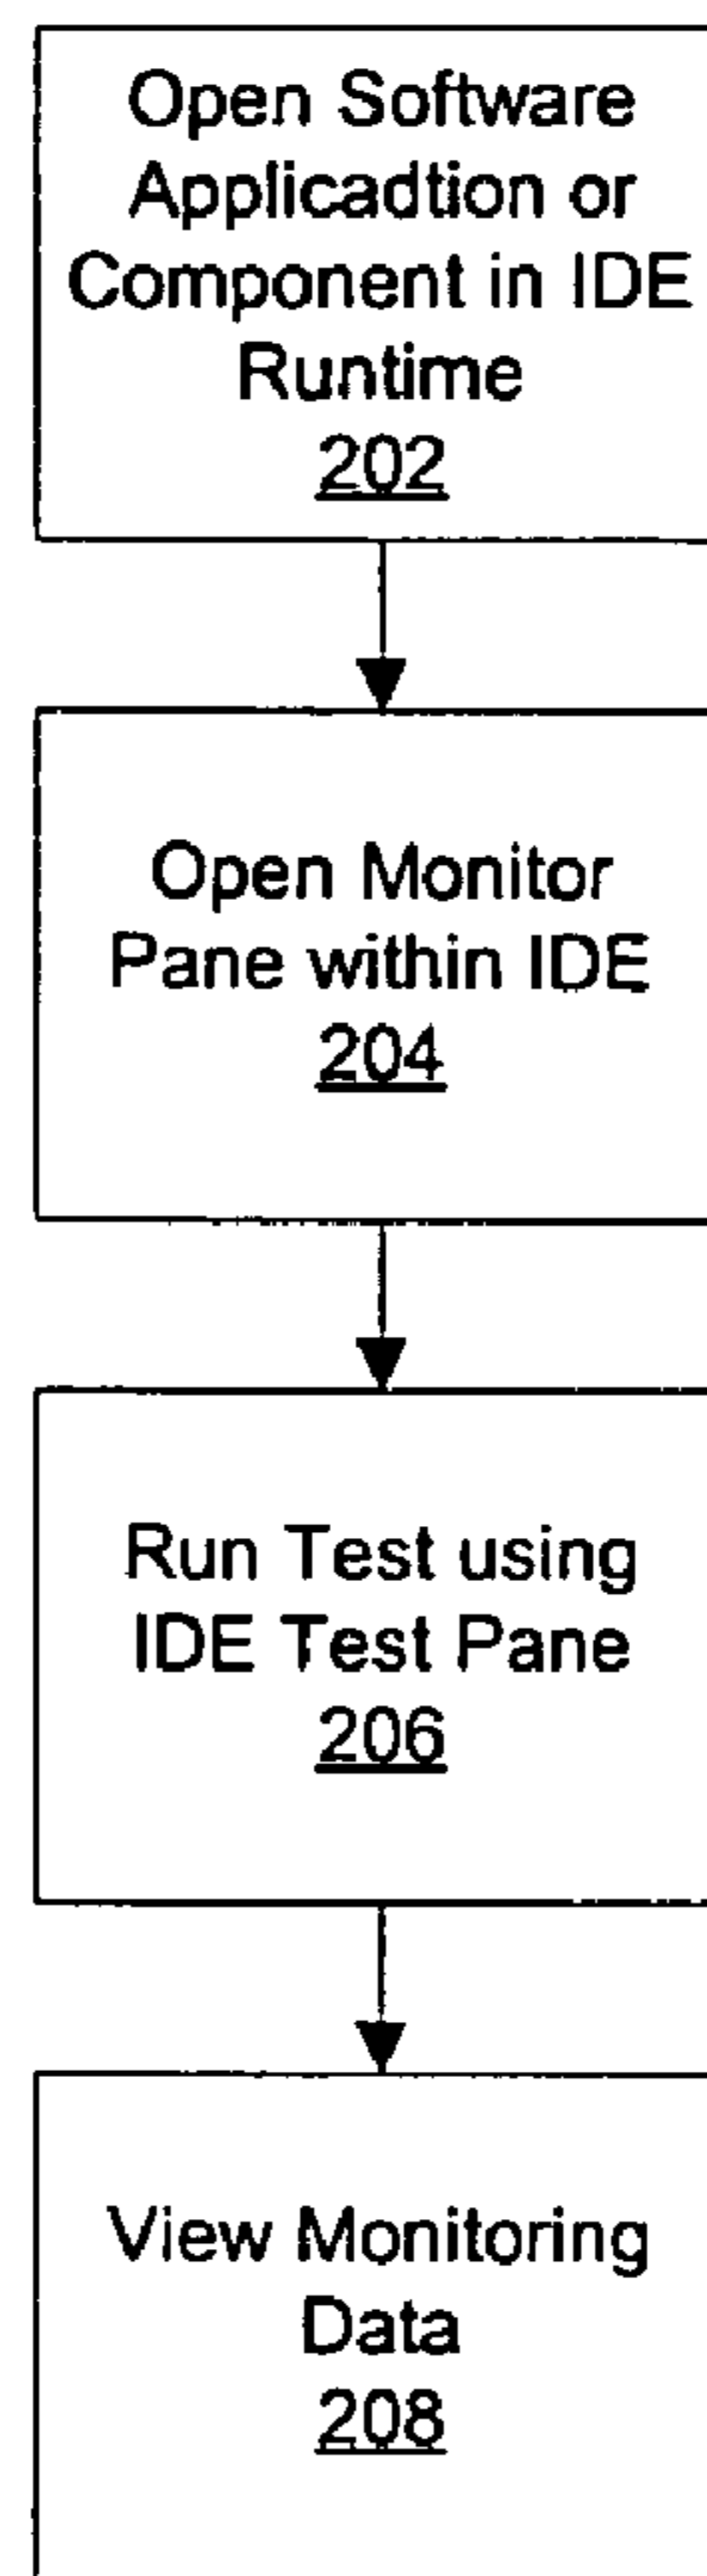 Open Software
Applicadtion or
Component in IDE
Runtime
202
Open Monitor
Pane within IDE
204
Run Test using
IDE Test Pane
206
View Monitoring
Data
208